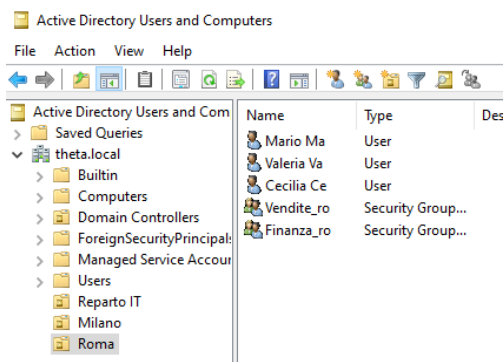 Active Directory Users and Computers
File Action View Help
Active Directory Users and Com
Saved Queries
theta.local
Builtin
Computers
Domain Controllers
ForeignSecurityPrincipals
Managed Service Accour
Users
Reparto IT
Milano
Roma
Name Type Des
Mario Ma User
Valeria Va User
Cecilia Ce User
Vendite_ro Security Group...
Finanza_ro Security Group...